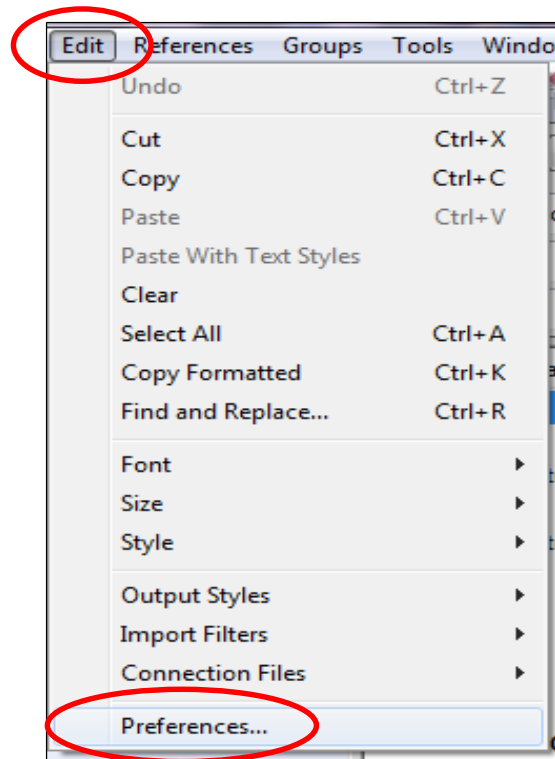 Edit References Groups Tools Windo
Undo Ctrl+Z
Cut Ctrl+X
Copy Ctrl+C
Paste Ctrl+V
Paste With Text Styles
Clear
Select All Ctrl+A
Copy Formatted Ctrl+K
Find and Replace... Ctrl+R
Font
Size
Style
Output Styles
Import Filters
Connection Files
Preferences...